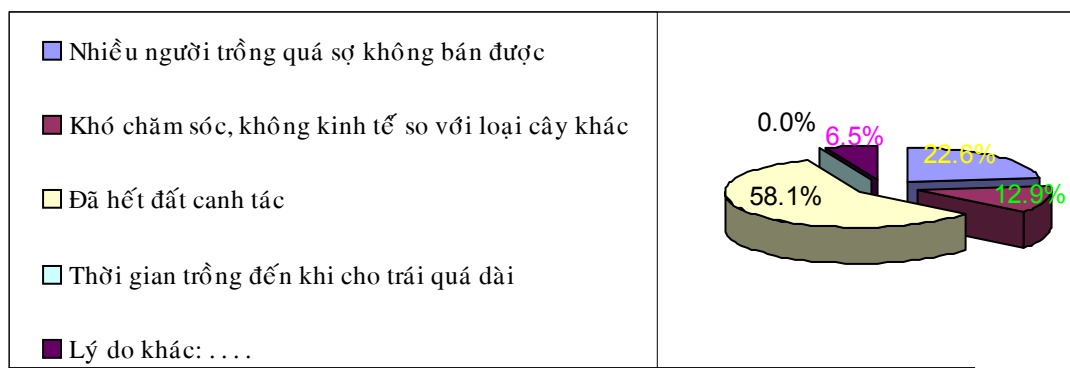 Nhiều người trồng quá sợ không bán được
Khó chăm sóc, không kinh tế so với loại cây khác
Đã hết đất canh tác
Thời gian trồng đến khi cho trái quá dài
Lý do khác: . . . .
0.0%
6.5%
22.6%
12.9%
58.1%